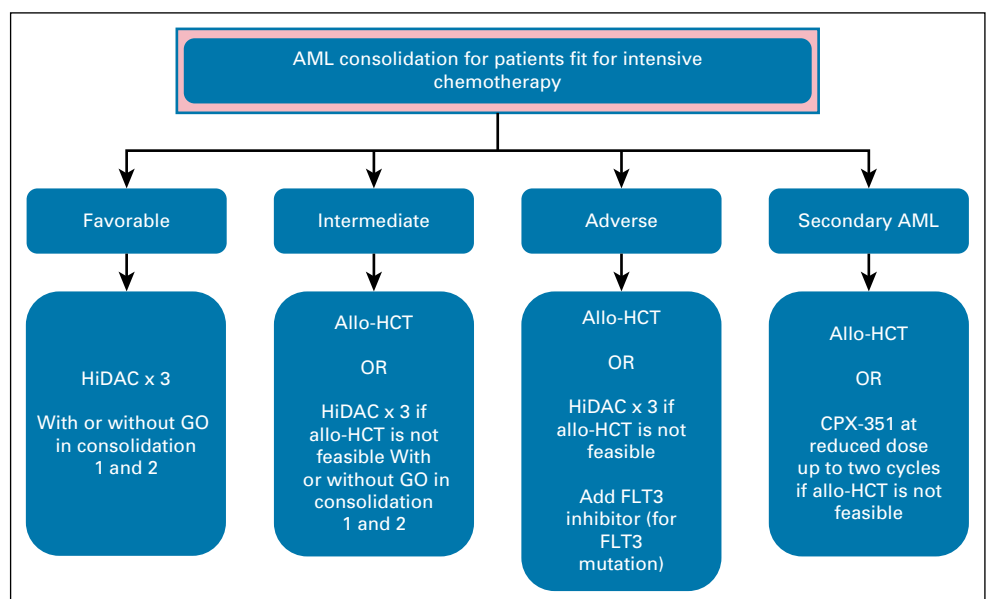 AML consolidation for patients fit for intensive
chemotherapy
Favorable
Intermediate
Adverse
Secondary AML
HiDAC x 3
With or without GO
in consolidation
1 and 2
Allo-HCT
OR
HiDAC x 3 if
allo-HCT is not
feasible With
or without GO in
consolidation
1 and 2
Allo-HCT
OR
HiDAC x 3 if
allo-HCT is not
feasible
Add FLT3
inhibitor (for
FLT3
mutation)
Allo-HCT
OR
CPX-351 at
reduced dose
up to two cycles
if allo-HCT is not
feasible